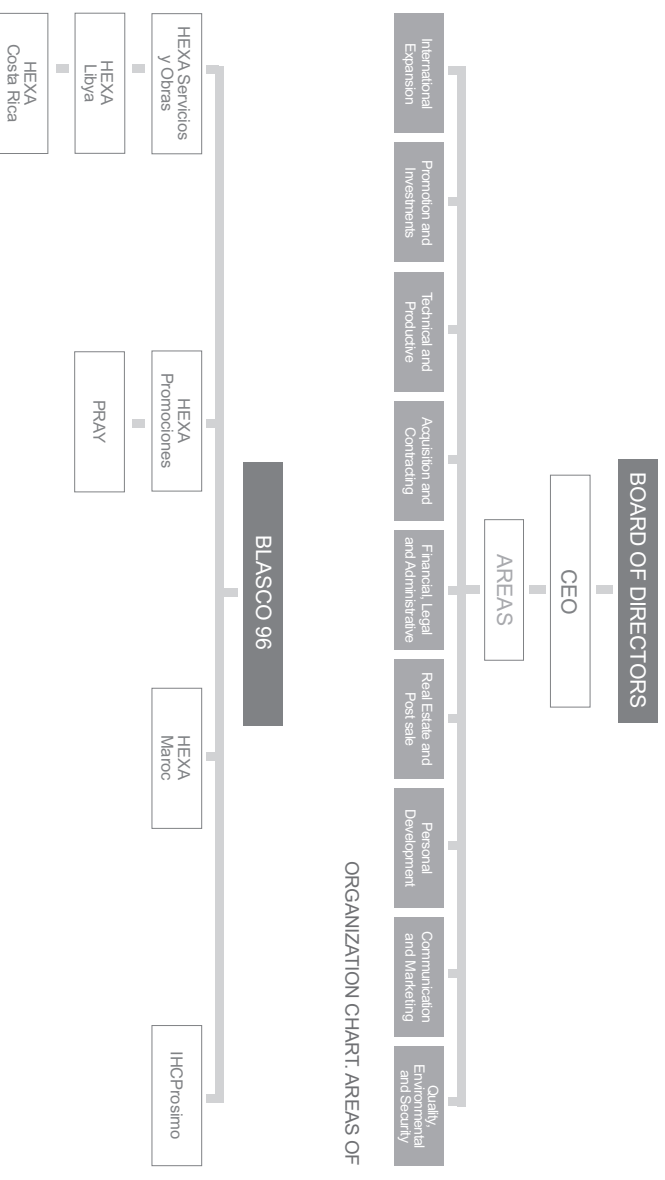 BOARD OF DIRECTORS
CEO
AREAS
International
Expansion
Promotion and
Investments
Technical and
Productive
Acquisition and
Contracting
Financial, Legal
and Administrative
Real Estate and
Post sale
Personal
Development
Communication
and Marketing
Quality,
Environmental
and Security
ORGANIZATION CHART. AREAS OF
BLASCO 96
HEXA Servicios
y Obras
HEXA
Promociones
HEXA
Maroc
IHCProsimo
HEXA
Libya
PRAY
HEXA
Costa Rica